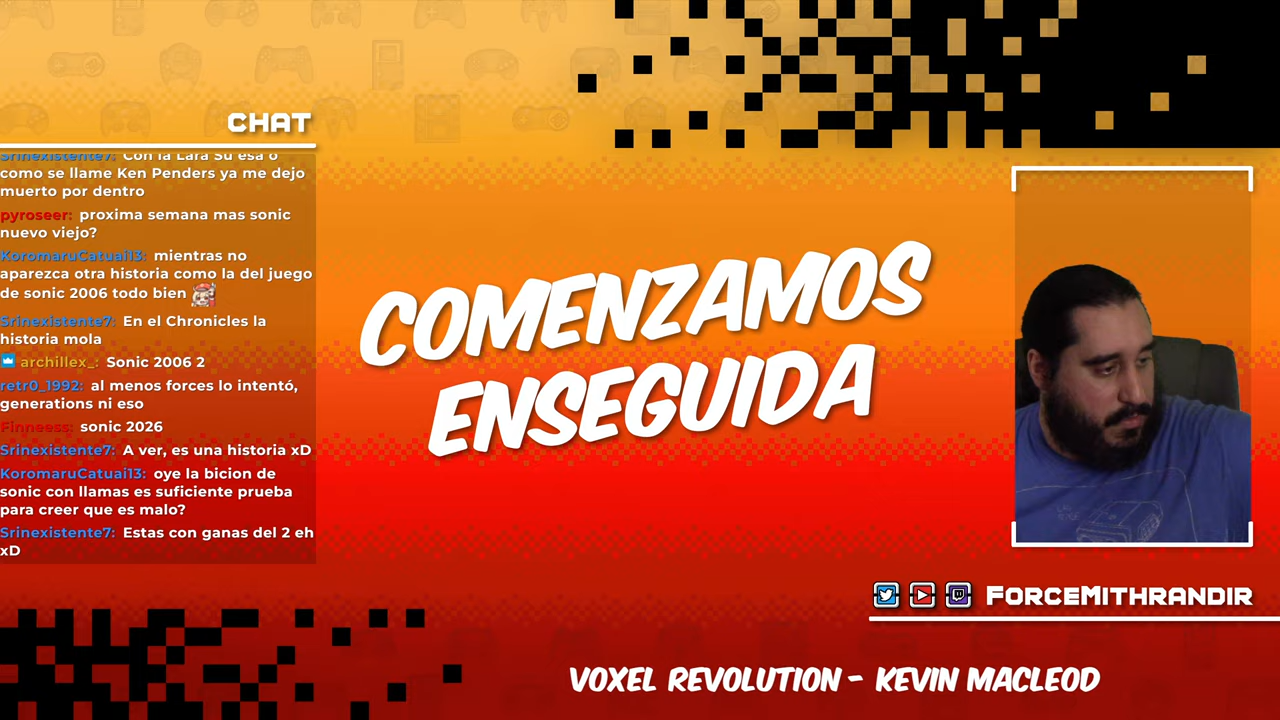 CHAT
Srinexistente7: Con la Lara Su esa o
como se llame Ken Penders ya me dejo
muerto por dentro
pyroseer: proxima semana mas sonic
nuevo viejo?
KoromaruCatuai13: mientras no
aparezca otra historia como la del juego
de sonic 2006 todo bien
Srinexistente7: En el Chronicles la
historia mola
archillex_: Sonic 2006 2
retr0_1992: al menos forces lo intentó,
generations ni eso
Finneess: sonic 2026
Srinexistente7: A ver, es una historia xD
KoromaruCatuai13: oye la bicion de
sonic con llamas es suficiente prueba
para creer que es malo?
Srinexistente7: Estas con ganas del 2 eh
xD
COMENZAMOS
ENSEGUIDA
ForceMithrandir
VOXEL REVOLUTION - KEVIN MACLEOD